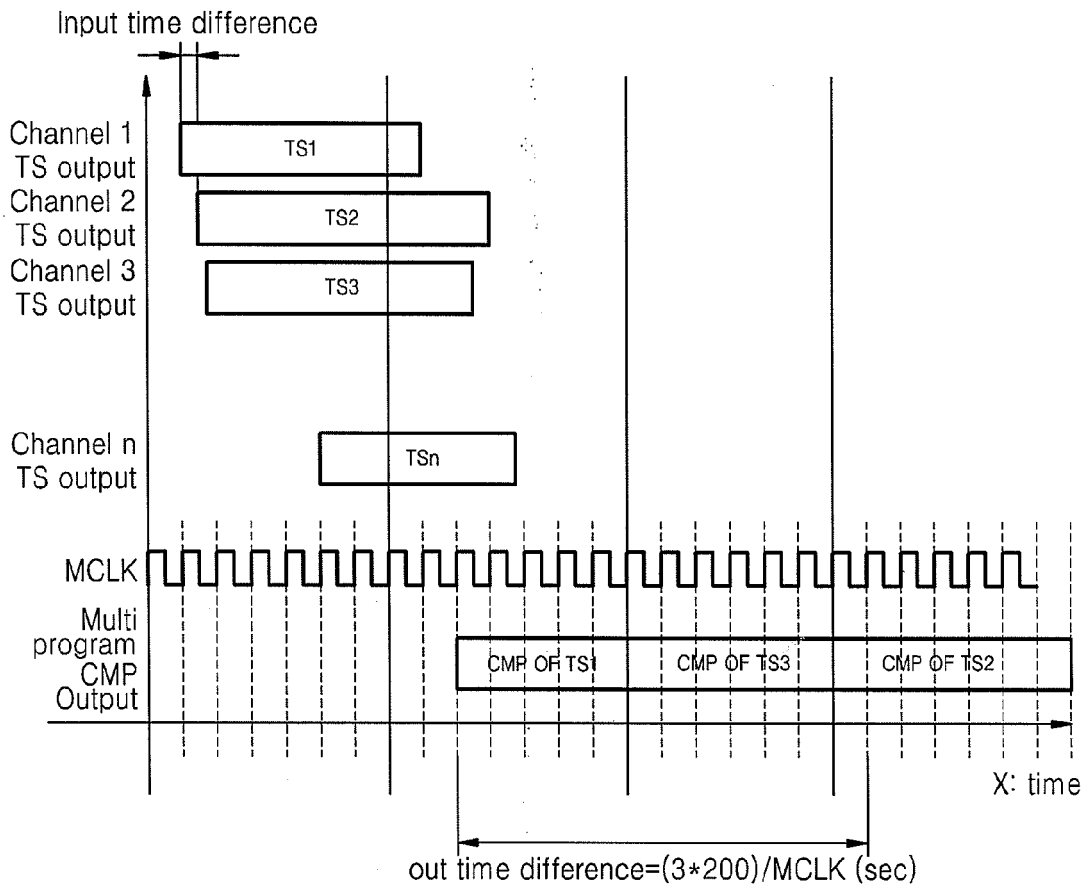 Input time difference
Channel 1
TS output
TS1
Channel 2
TS output
TS2
Channel 3
TS output
TS3
Channel n
TS output
TSn
MCLK
Multi
program
CMP
Output
CMP OF TS1
CMP OF TS3
CMP OF TS2
X: time
out time difference=(3*200)/MCLK (sec)